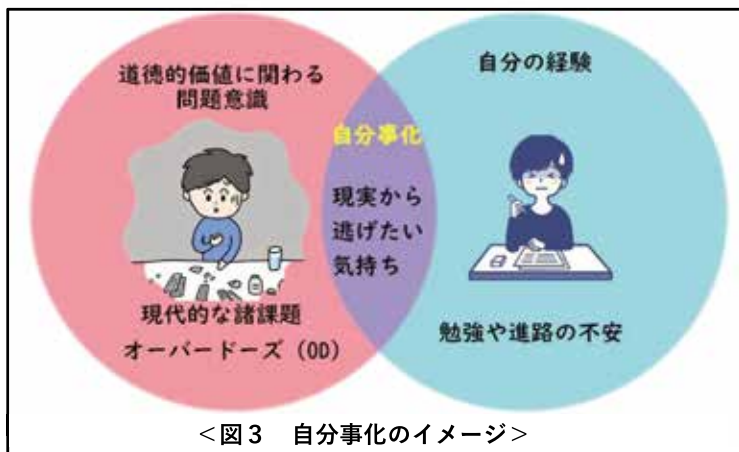 道徳的価値に関わる
問題意識
現代的な諸課題
オーバードーズ（OD）
自分事化
現実から
逃げたい
気持ち
自分の経験
勉強や進路の不安
＜図３　自分事化のイメージ＞